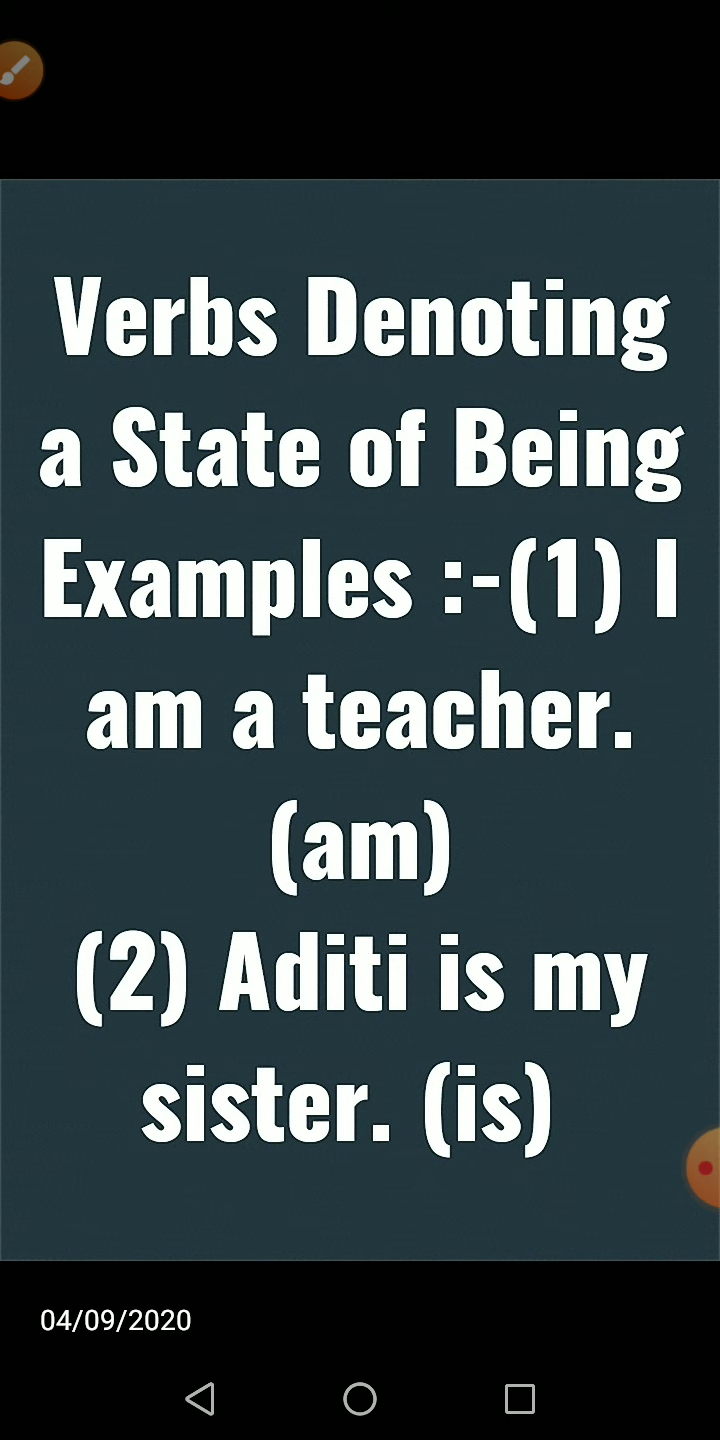 Verbs Denoting
a State of Being
Examples :-(1) I
am a teacher.
(am)
(2) Aditi is my
sister. (is)
04/09/2020